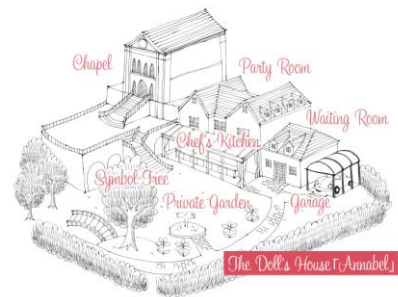 Chapel
Party Room
Waiting Room
Chef's Kitchen
Symbol Tree
Private Garden
Garage
The Doll's House「Annabel」